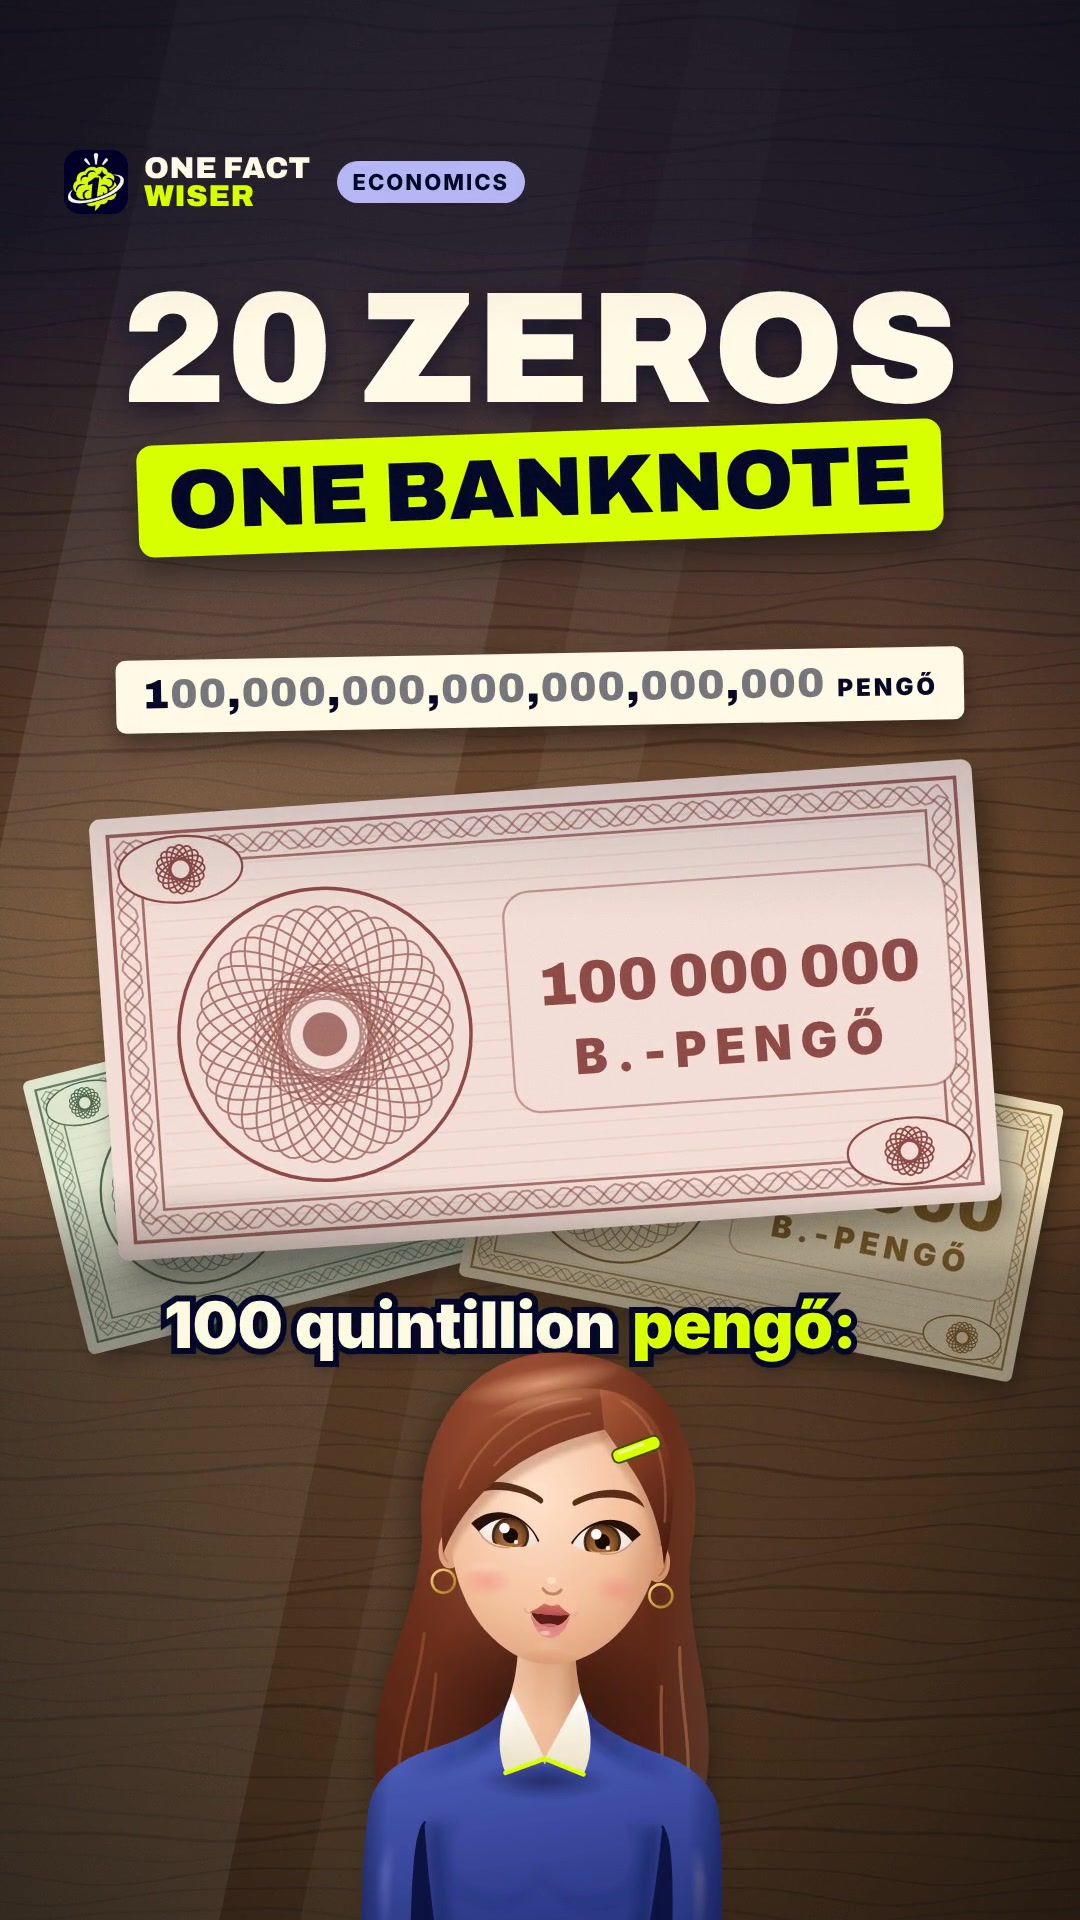 ONE FACT
WISER
ECONOMICS
20 ZEROS
ONE BANKNOTE
100,000,000,000,000,000,000 PENGŐ
100 000 000
B.-PENGŐ
B.-PENGŐ
100 quintillion pengő: